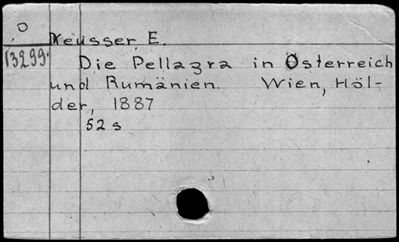 O
Neusser, E.
13299. Die Pellagra in Österreich
und Rumänien. Wien, Höl-
der, 1887
52 s